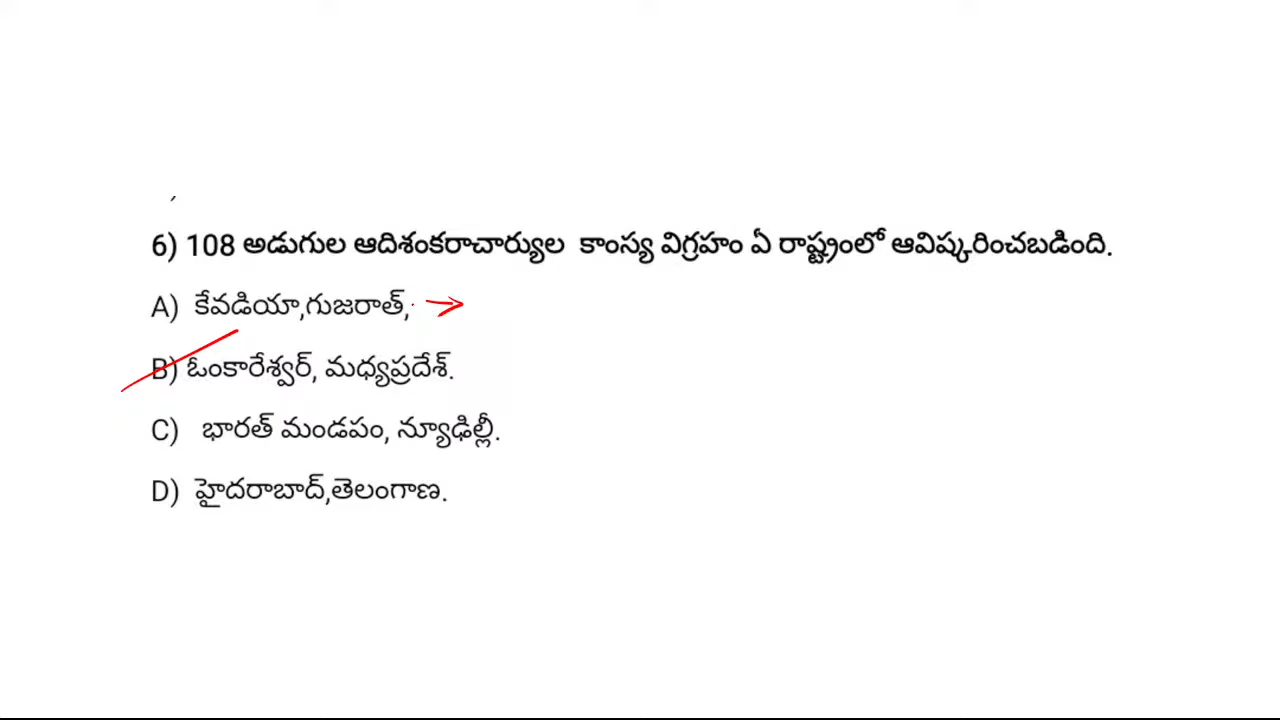 6) 108 అడుగుల ఆదిశంకరాచార్యుల కాంస్య విగ్రహం ఏ రాష్ట్రంలో ఆవిష్కరించబడింది.
A) కేవడియా,గుజరాత్,
B) ఓంకారేశ్వర్, మధ్యప్రదేశ్.
C) భారత్ మండపం, న్యూఢిల్లీ.
D) హైదరాబాద్,తెలంగాణ.